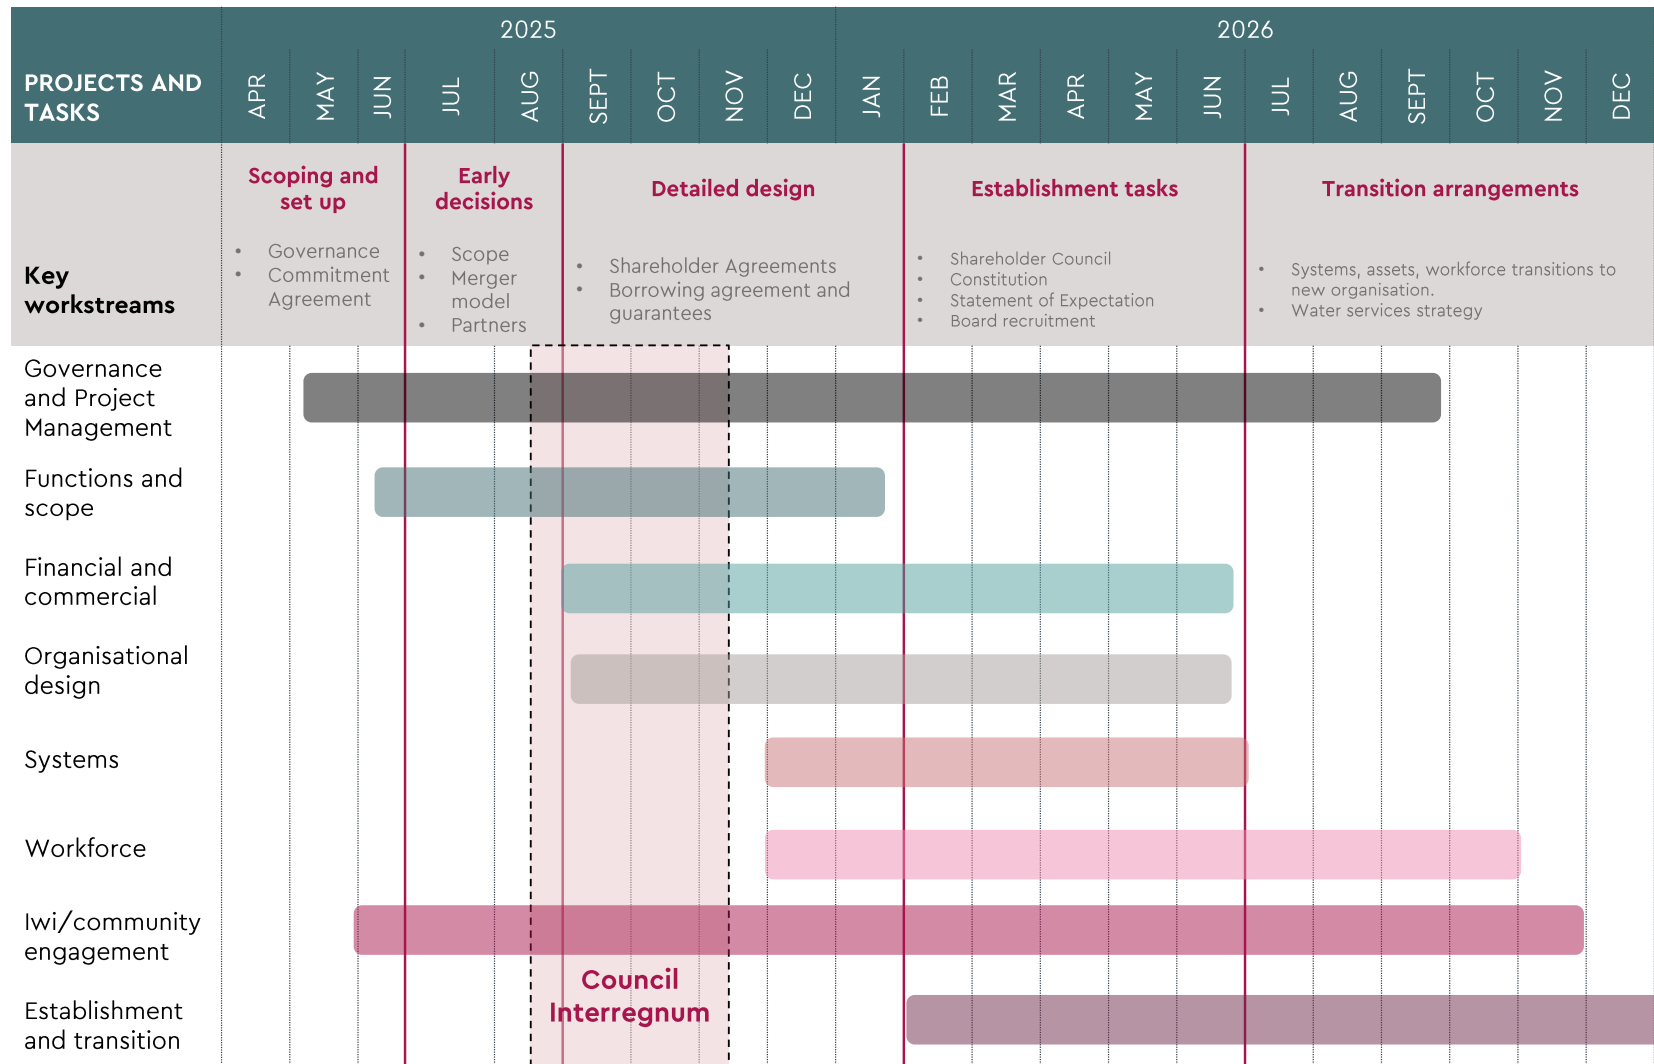 2025
2026
PROJECTS AND
TASKS
APR
MAY
JUN
JUL
AUG
SEPT
OCT
NOV
DEC
JAN
FEB
MAR
APR
MAY
JUN
JUL
AUG
SEPT
OCT
NOV
DEC
Key
workstreams
Scoping and
set up
• Governance
• Commitment
Agreement
Early
decisions
• Scope
• Merger
model
• Partners
Detailed design
• Shareholder Agreements
• Borrowing agreement and
guarantees
Establishment tasks
• Shareholder Council
• Constitution
• Statement of Expectation
• Board recruitment
Transition arrangements
• Systems, assets, workforce transitions to
new organisation.
• Water services strategy
Governance
and Project
Management
Functions and
scope
Financial and
commercial
Organisational
design
Systems
Workforce
Iwi/community
engagement
Council
Interregnum
Establishment
and transition